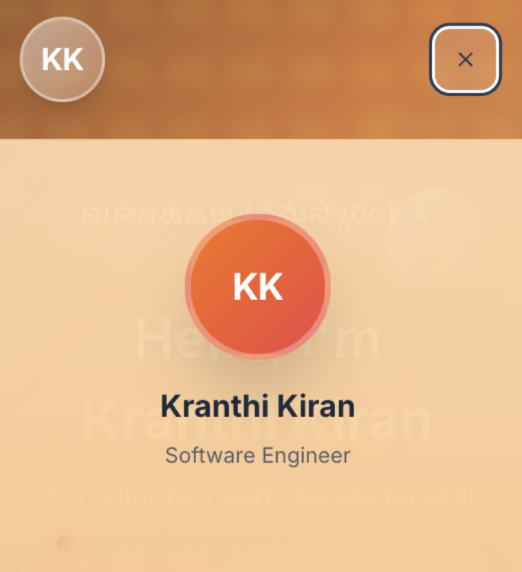 KK
×
வணக்கம் (నమస్కారం)
KK
Hello, I'm
Kranthi Kiran
Kranthi Kiran
Software Engineer
Traveller by heart, Techie by skill